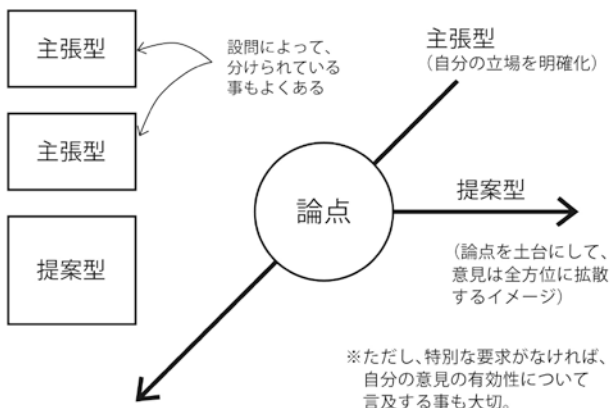 主張型
主張型
提案型
設問によって、
分けられている
事もよくある
主張型
（自分の立場を明確化）
論点
提案型
（論点を土台にして、
意見は全方位に拡散
するイメージ）
※ただし、特別な要求がなければ、
自分の意見の有効性について
言及する事も大切。